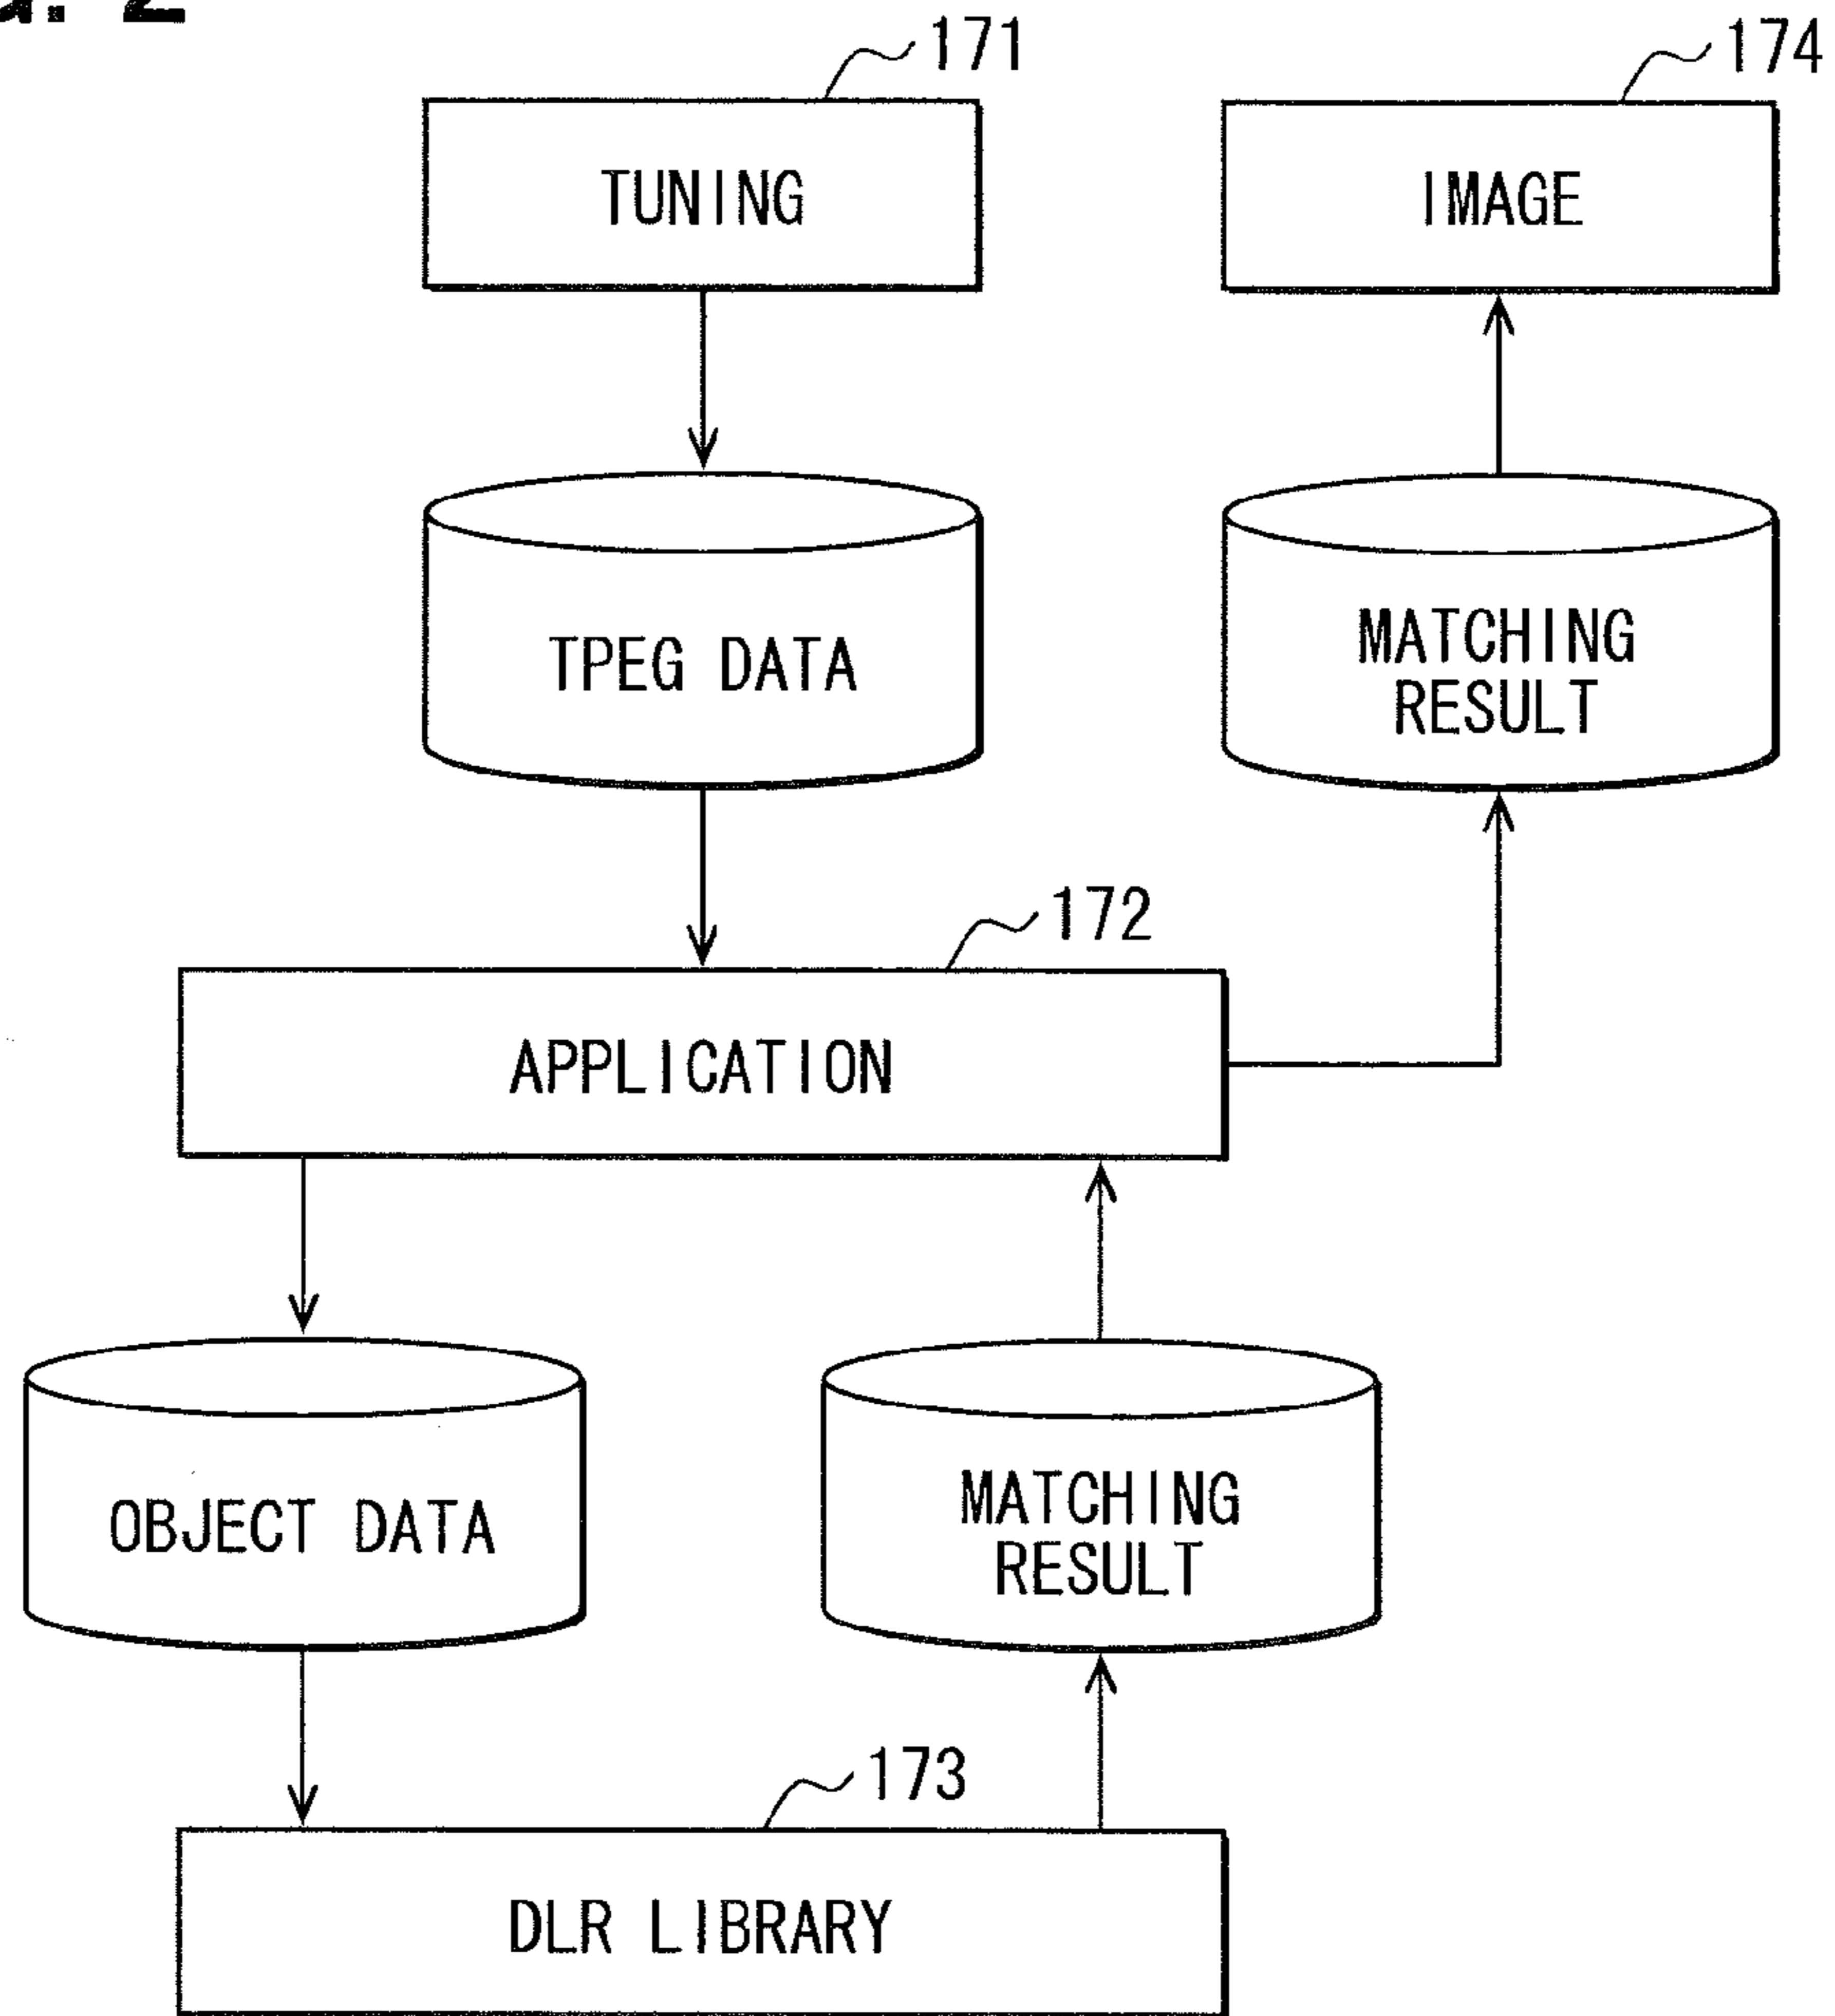 171
174
TUNING
IMAGE
TPEG DATA
MATCHING
RESULT
172
APPLICATION
OBJECT DATA
MATCHING
RESULT
173
DLR LIBRARY